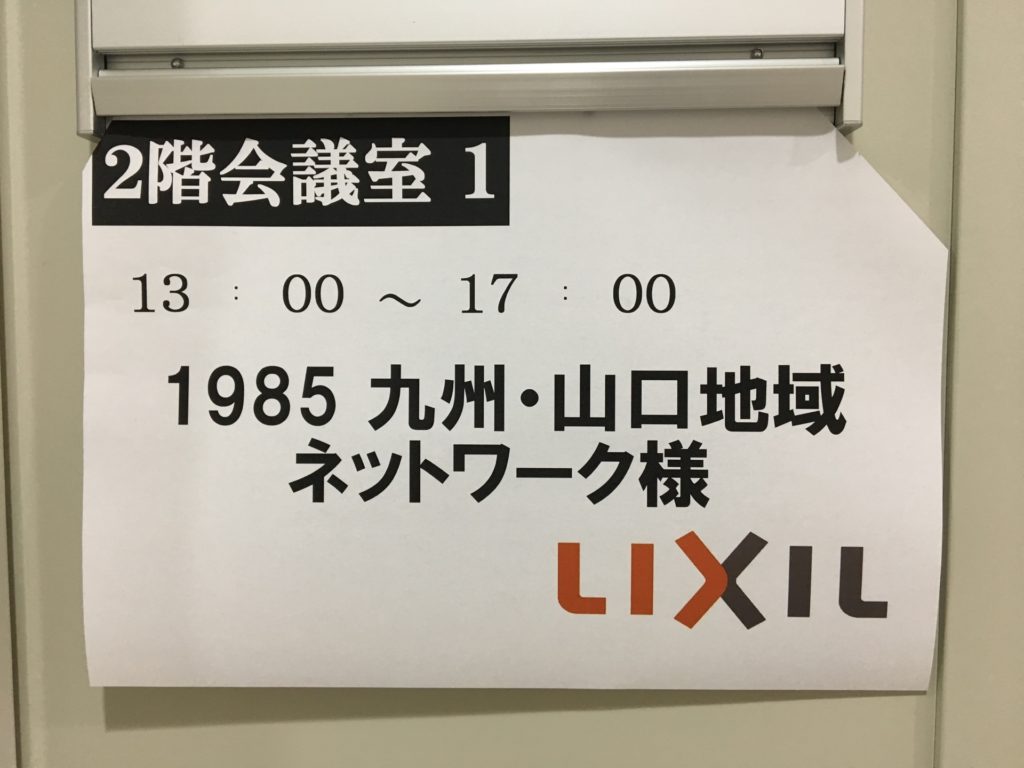 2階会議室 1
13 : 00 ～ 17 : 00
1985 九州・山口地域
ネットワーク様
LIXIL